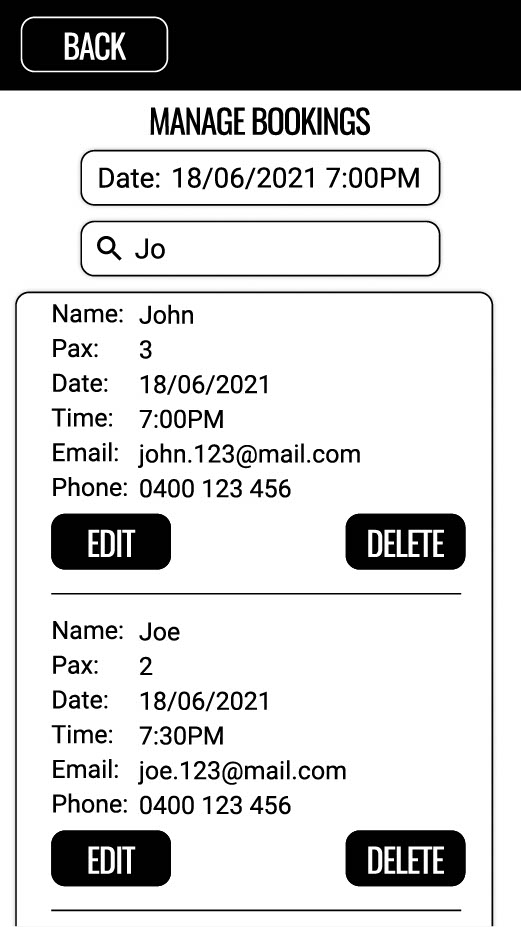 BACK
MANAGE BOOKINGS
Date: 18/06/2021 7:00PM
Jo
Name: John
Pax: 3
Date: 18/06/2021
Time: 7:00PM
Email: john.123@mail.com
Phone: 0400 123 456
EDIT DELETE
Name: Joe
Pax: 2
Date: 18/06/2021
Time: 7:30PM
Email: joe.123@mail.com
Phone: 0400 123 456
EDIT DELETE